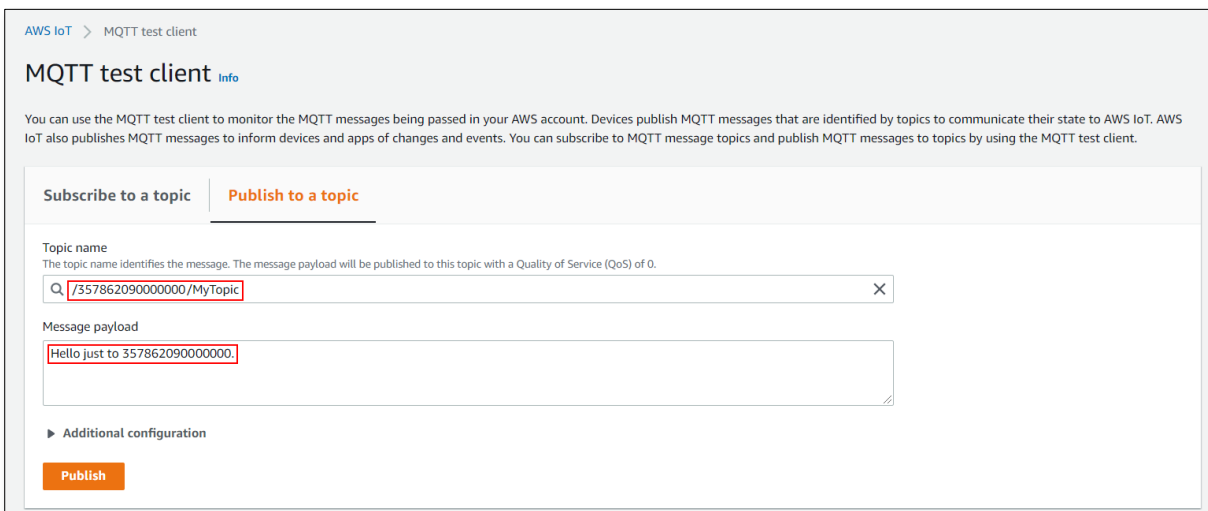 AWS IoT > MQTT test client
MQTT test client Info
You can use the MQTT test client to monitor the MQTT messages being passed in your AWS account. Devices publish MQTT messages that are identified by topics to communicate their state to AWS IoT. AWS
IoT also publishes MQTT messages to inform devices and apps of changes and events. You can subscribe to MQTT message topics and publish MQTT messages to topics by using the MQTT test client.
Subscribe to a topic Publish to a topic
Topic name
The topic name identifies the message. The message payload will be published to this topic with a Quality of Service (QoS) of 0.
/357862090000000/MyTopic
Message payload
Hello just to 357862090000000.
Additional configuration
Publish